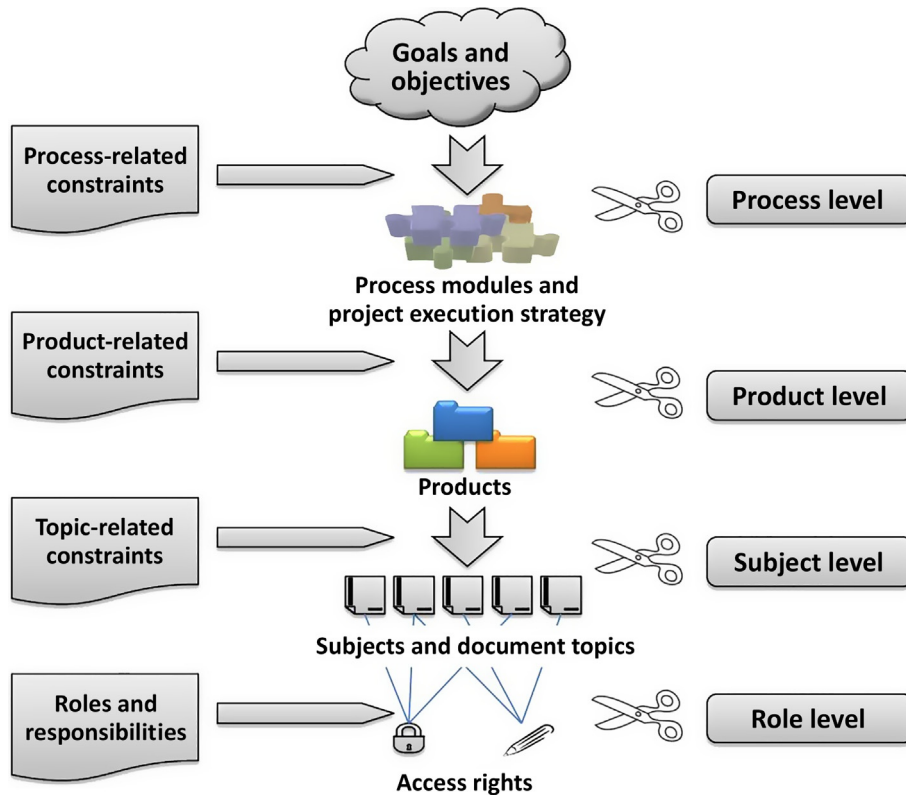 Goals and
objectives
Process-related
constraints
Process level
Process modules and
project execution strategy
Product-related
constraints
Product level
Products
Topic-related
constraints
Subject level
Subjects and document topics
Roles and
responsibilities
Role level
Access rights